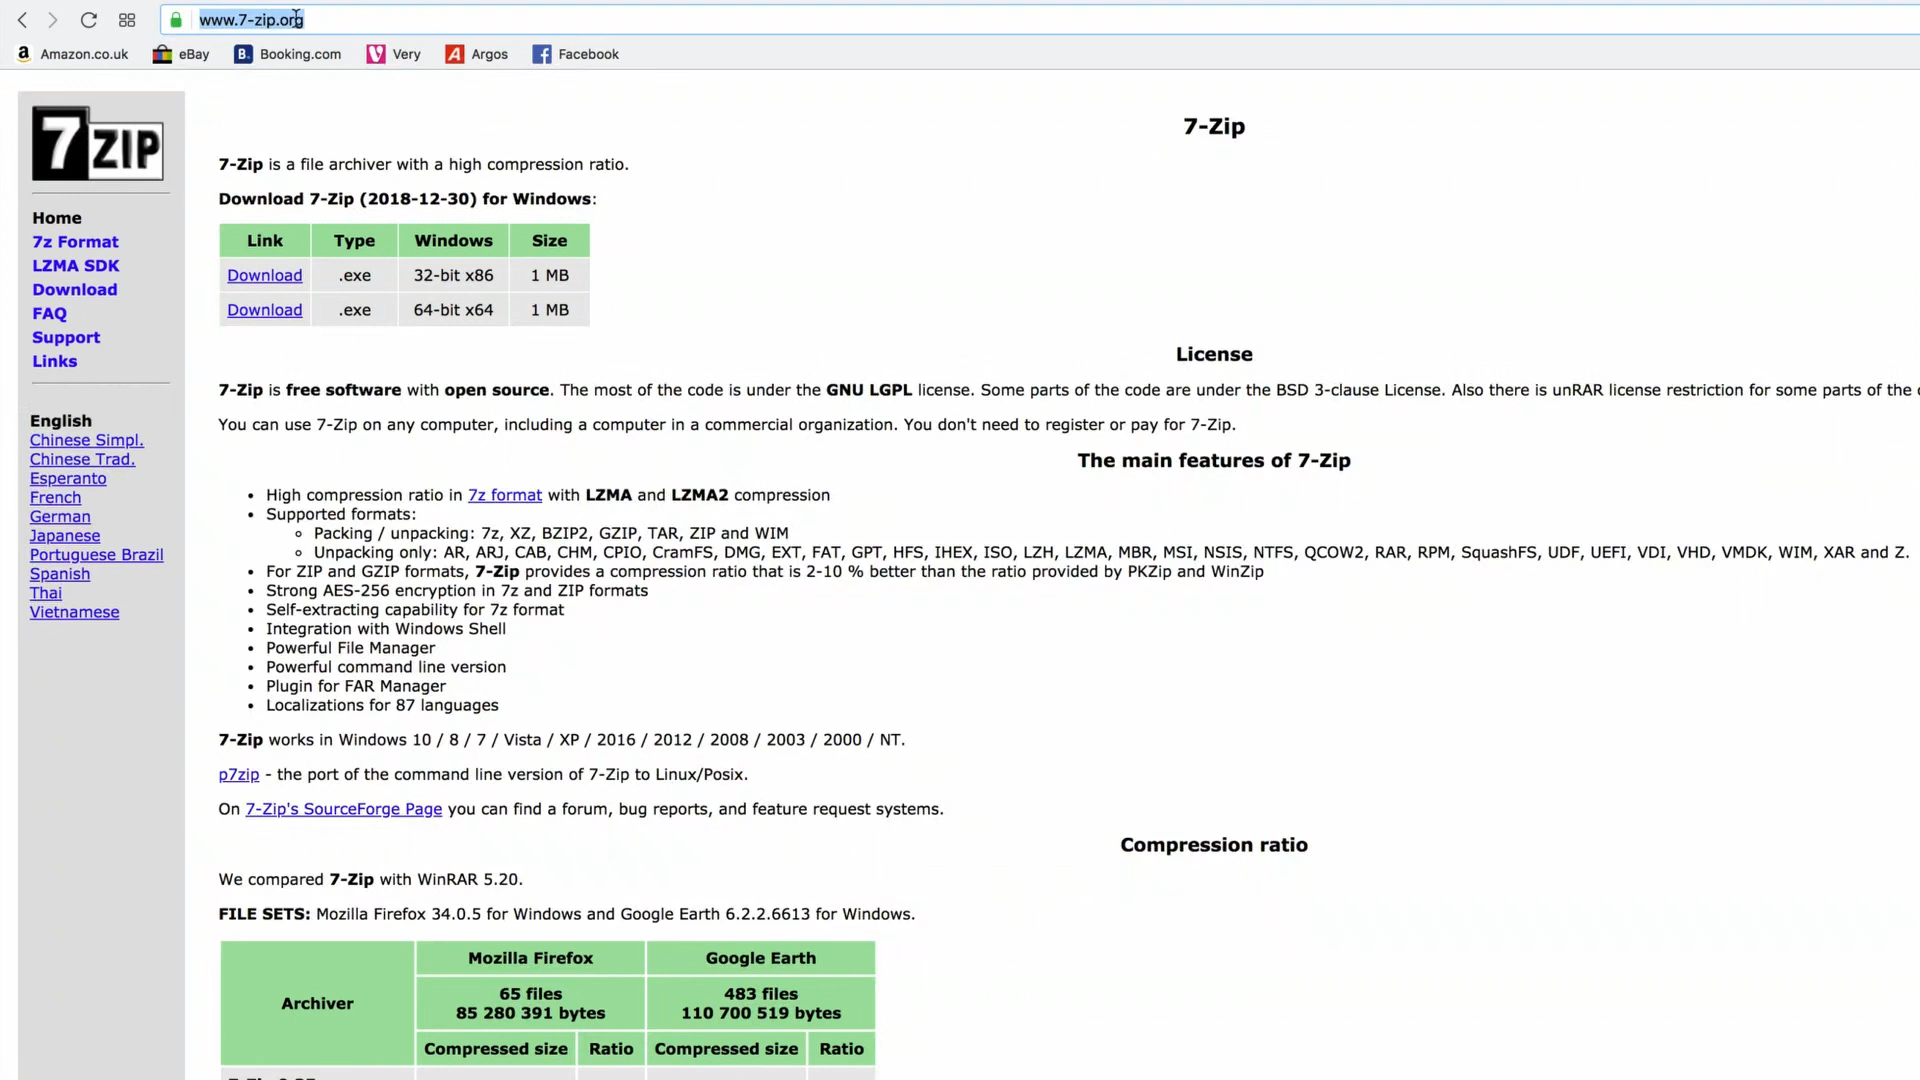 www.7-zip.org
Amazon.co.uk eBay Booking.com Very Argos Facebook
7 ZIP
Home
7z Format
LZMA SDK
Download
FAQ
Support
Links
English
Chinese Simpl.
Chinese Trad.
Esperanto
French
German
Japanese
Portuguese Brazil
Spanish
Thai
Vietnamese
7-Zip
7-Zip is a file archiver with a high compression ratio.
Download 7-Zip (2018-12-30) for Windows:
Link Type Windows Size
Download .exe 32-bit x86 1 MB
Download .exe 64-bit x64 1 MB
License
7-Zip is free software with open source. The most of the code is under the GNU LGPL license. Some parts of the code are under the BSD 3-clause License. Also there is unRAR license restriction for some parts of the
You can use 7-Zip on any computer, including a computer in a commercial organization. You don't need to register or pay for 7-Zip.
The main features of 7-Zip
• High compression ratio in 7z format with LZMA and LZMA2 compression
• Supported formats:
◦ Packing / unpacking: 7z, XZ, BZIP2, GZIP, TAR, ZIP and WIM
◦ Unpacking only: AR, ARJ, CAB, CHM, CPIO, CramFS, DMG, EXT, FAT, GPT, HFS, IHEX, ISO, LZH, LZMA, MBR, MSI, NSIS, NTFS, QCOW2, RAR, RPM, SquashFS, UDF, UEFI, VDI, VHD, VMDK, WIM, XAR and Z.
• For ZIP and GZIP formats, 7-Zip provides a compression ratio that is 2-10 % better than the ratio provided by PKZip and WinZip
• Strong AES-256 encryption in 7z and ZIP formats
• Self-extracting capability for 7z format
• Integration with Windows Shell
• Powerful File Manager
• Powerful command line version
• Plugin for FAR Manager
• Localizations for 87 languages
7-Zip works in Windows 10 / 8 / 7 / Vista / XP / 2016 / 2012 / 2008 / 2003 / 2000 / NT.
p7zip - the port of the command line version of 7-Zip to Linux/Posix.
On 7-Zip's SourceForge Page you can find a forum, bug reports, and feature request systems.
Compression ratio
We compared 7-Zip with WinRAR 5.20.
FILE SETS: Mozilla Firefox 34.0.5 for Windows and Google Earth 6.2.2.6613 for Windows.
Archiver
Mozilla Firefox Google Earth
65 files 483 files
85 280 391 bytes 110 700 519 bytes
Compressed size Ratio Compressed size Ratio